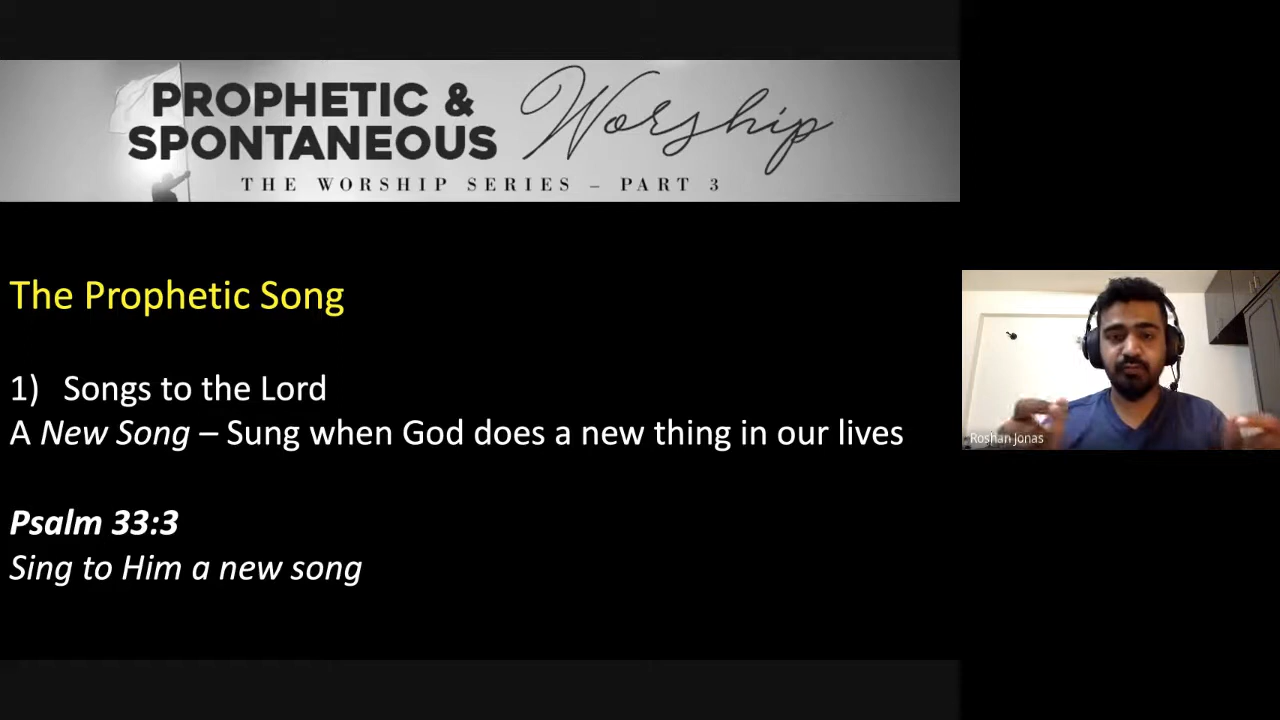 PROPHETIC &
SPONTANEOUS
Worship
THE WORSHIP SERIES – PART 3
The Prophetic Song
1) Songs to the Lord
A New Song – Sung when God does a new thing in our lives
Psalm 33:3
Sing to Him a new song
Roshan Jonas